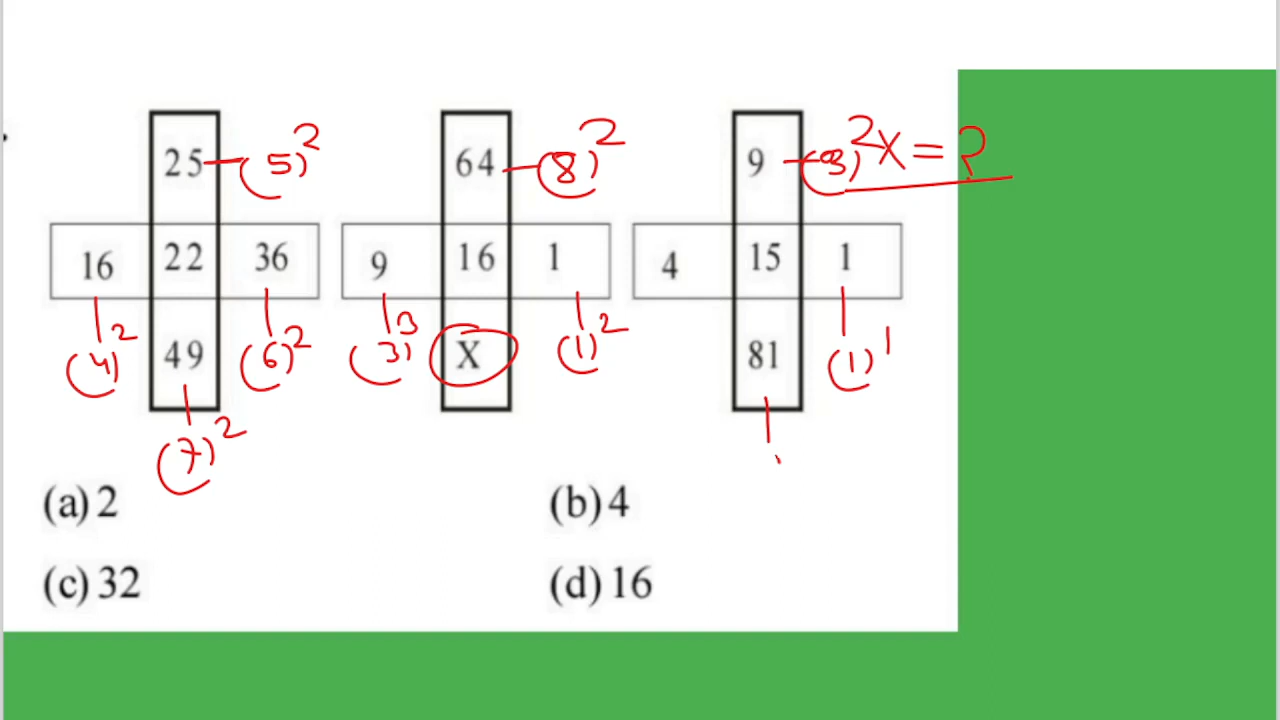 25 (5)² 64 (8)² 9 (3)² X = ?
16 22 36 9 16 1 4 15 1
(4)² 49 (6)² (3)³ X (1)² 81 (1)¹
(7)²
(a) 2 (b) 4
(c) 32 (d) 16